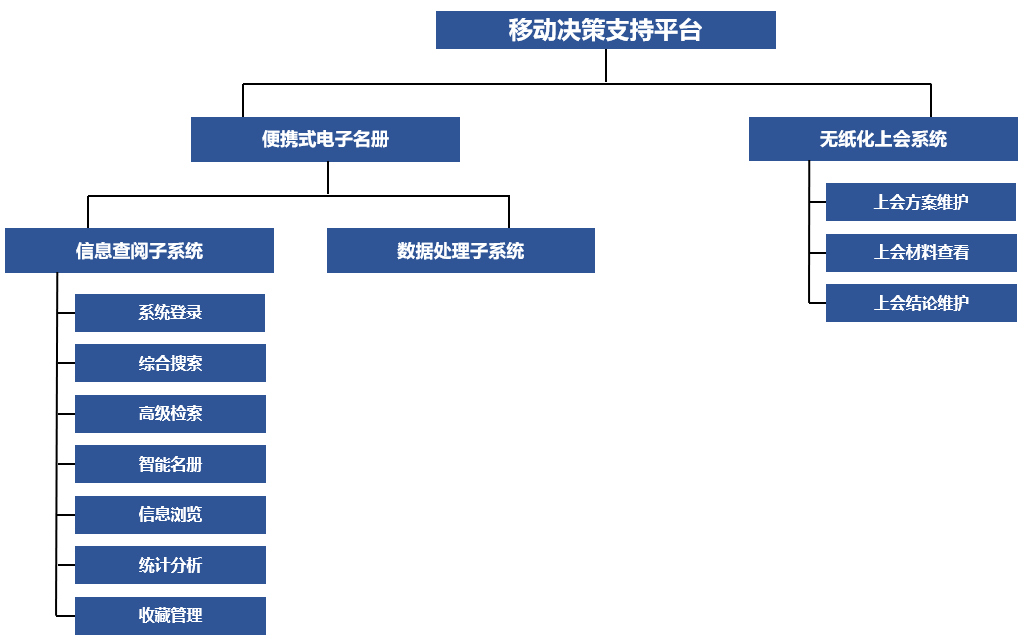 移动决策支持平台
便携式电子名册
无纸化上会系统
上会方案维护
上会材料查看
上会结论维护
信息查阅子系统
数据处理子系统
系统登录
综合搜索
高级检索
智能名册
信息浏览
统计分析
收藏管理